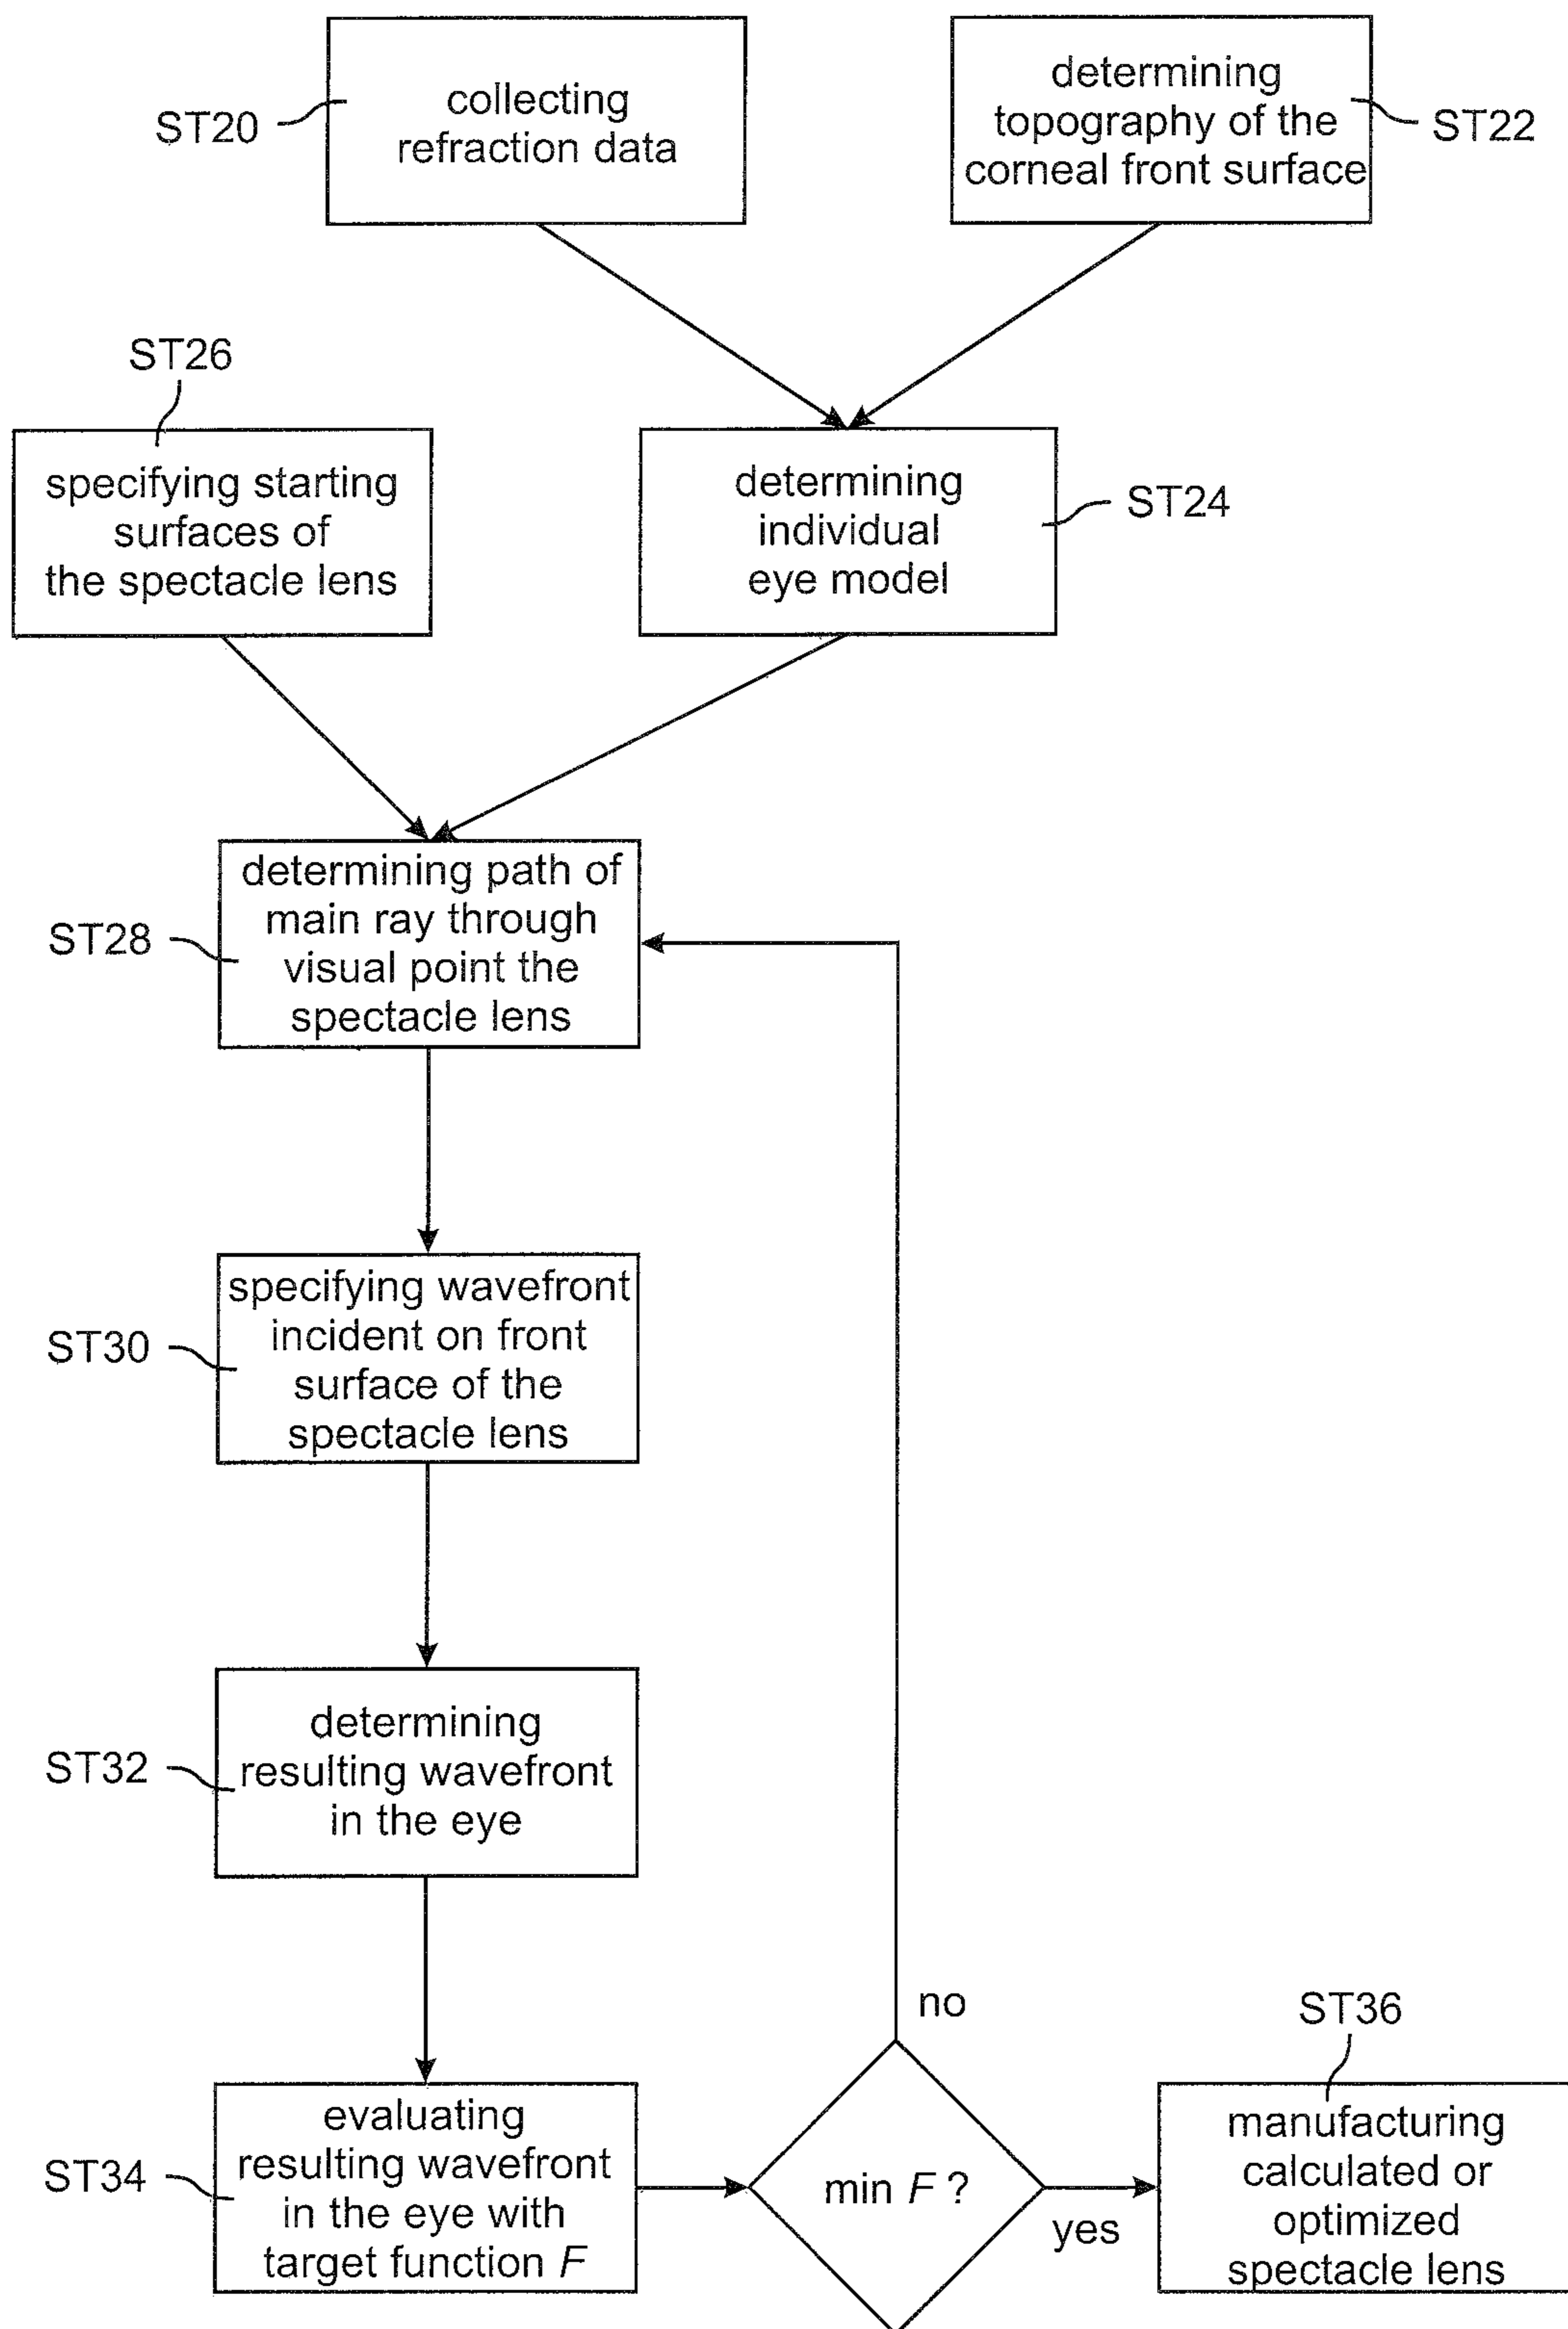 ST20
collecting
refraction data
determining
topography of the
corneal front surface
ST22
ST26
specifying starting
surfaces of
the spectacle lens
determining
individual
eye model
ST24
ST28
determining path of
main ray through
visual point the
spectacle lens
ST30
specifying wavefront
incident on front
surface of the
spectacle lens
ST32
determining
resulting wavefront
in the eye
ST34
evaluating
resulting wavefront
in the eye with
target function F
min F ?
no
yes
ST36
manufacturing
calculated or
optimized
spectacle lens